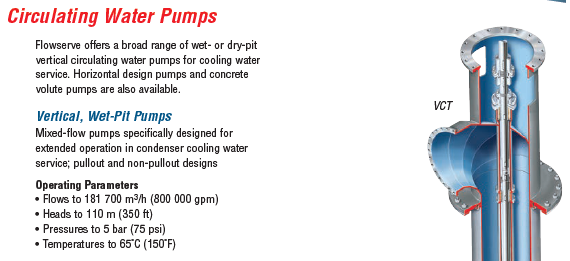 Circulating Water Pumps
Flowserve offers a broad range of wet- or dry-pit
vertical circulating water pumps for cooling water
service. Horizontal design pumps and concrete
volute pumps are also available.
VCT
Vertical, Wet-Pit Pumps
Mixed-flow pumps specifically designed for
extended operation in condenser cooling water
service; pullout and non-pullout designs
Operating Parameters
• Flows to 181 700 m³/h (800 000 gpm)
• Heads to 110 m (350 ft)
• Pressures to 5 bar (75 psi)
• Temperatures to 65˚C (150˚F)